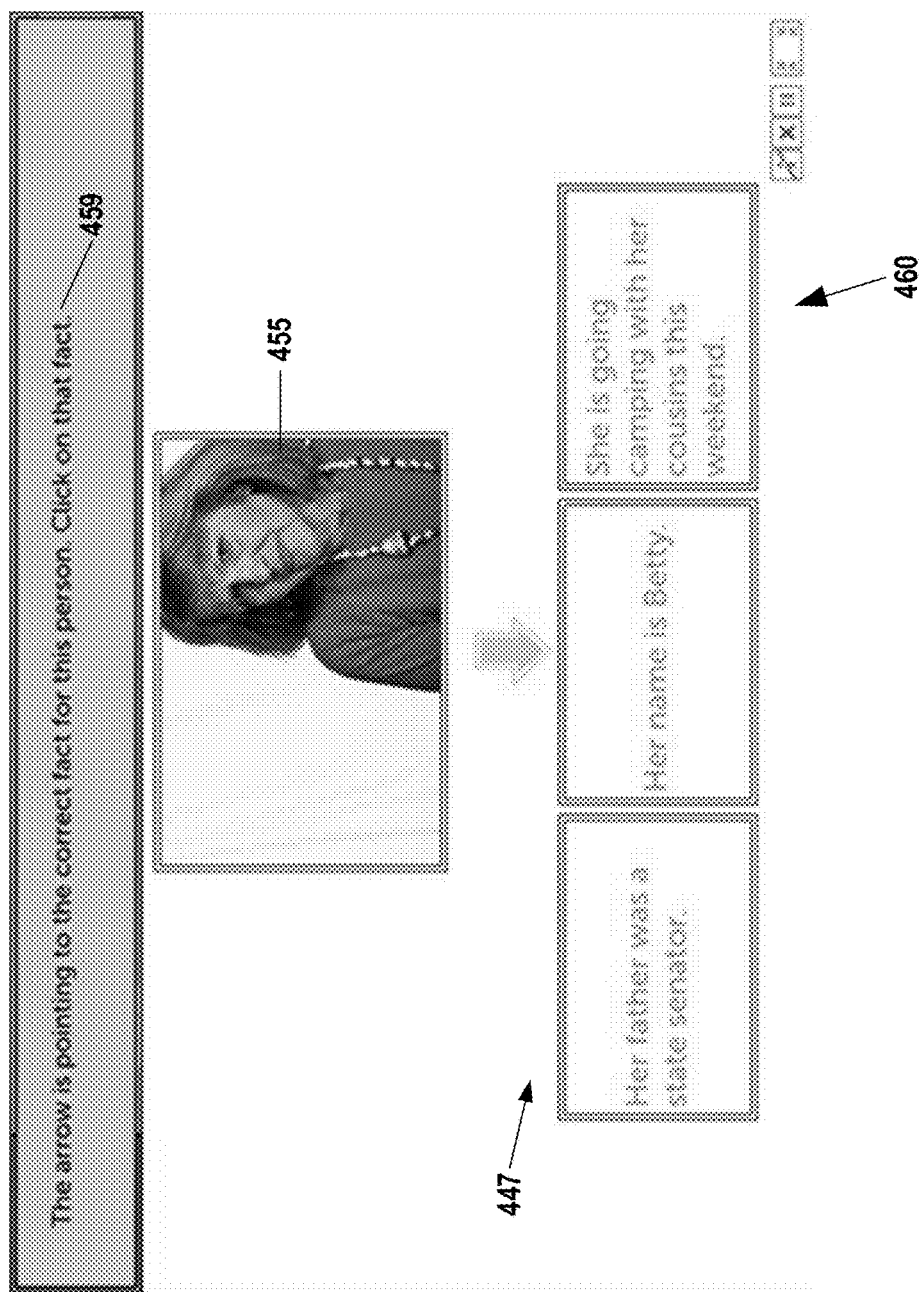 The arrow is pointing to the correct fact for this person. Click on that fact.
459
455
447
Her father was a
state senator.
Her name is Betty.
She is going
camping with her
cousins this
weekend.
460